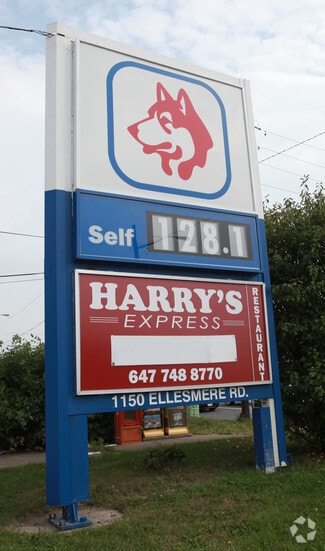 Self 128.1
HARRY'S
EXPRESS
RESTAURANT
647 748 8770
1150 ELLESMERE RD.